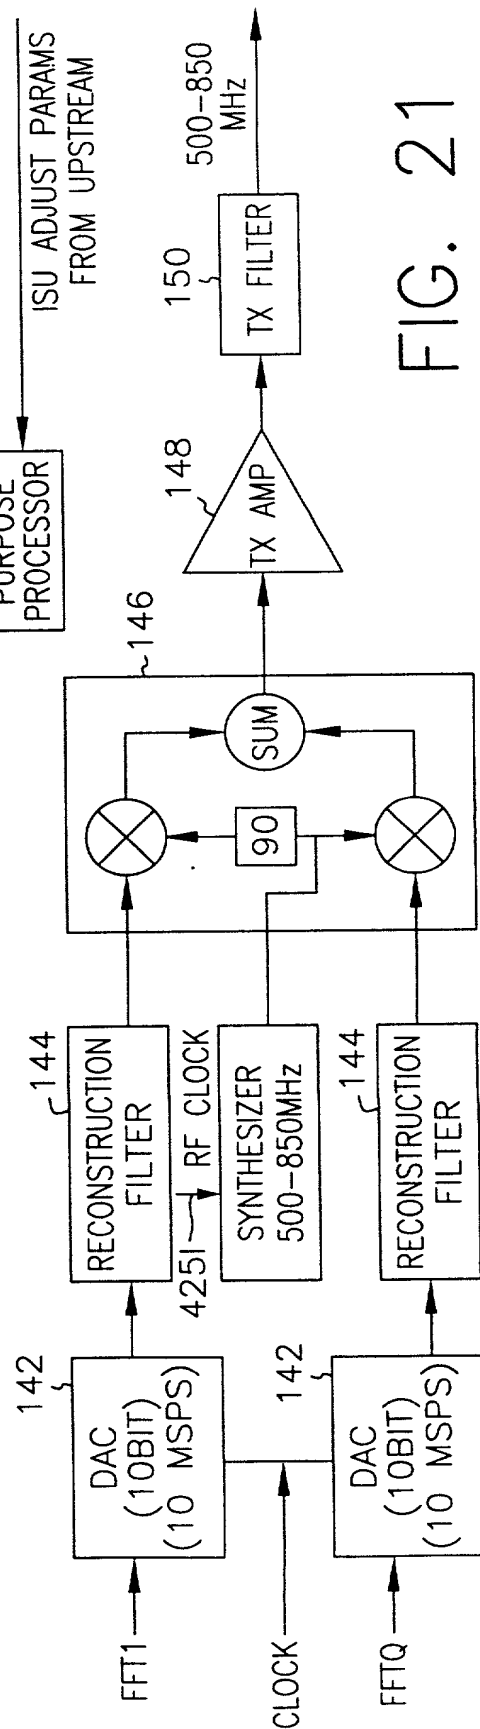 PURPOSE
PROCESSOR
ISU ADJUST PARAMS
FROM UPSTREAM
FFT1
CLOCK
FFTQ
142
DAC
(10BIT)
(10 MSPS)
142
DAC
(10BIT)
(10 MSPS)
144
RECONSTRUCTION
FILTER
425I
RF CLOCK
SYNTHESIZER
500-850MHz
144
RECONSTRUCTION
FILTER
146
90
SUM
148
TX AMP
150
TX FILTER
500-850
MHz
FIG. 21